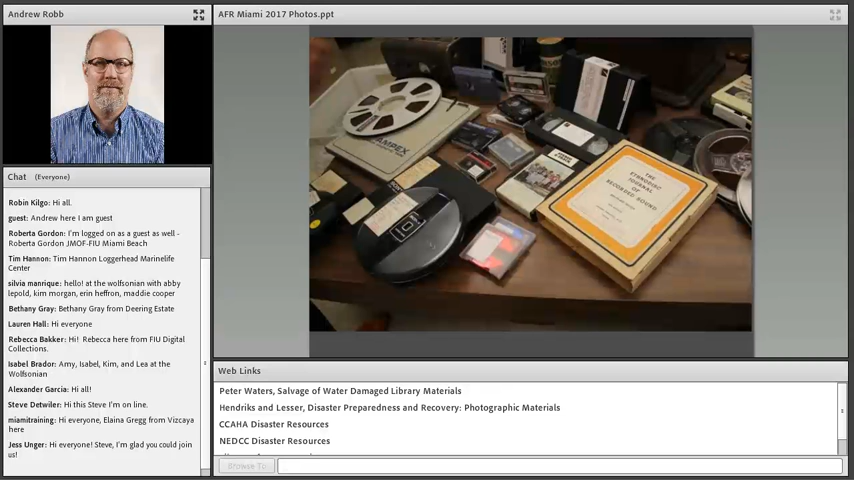 Andrew Robb
AFR Miami 2017 Photos.ppt
AMPEX
THE
ETHNODISC
JOURNAL
OF
RECORDED SOUND
Chat (Everyone)
Robin Kilgo: Hi all.
guest: Andrew here I am guest
Roberta Gordon: I'm logged on as a guest as well -
Roberta Gordon JMOF-FIU Miami Beach
Tim Hannon: Tim Hannon Loggerhead Marinelife
Center
silvia manrique: hello! at the wolfsonian with abby
lepold, kim morgan, erin heffron, maddie cooper
Bethany Gray: Bethany Gray from Deering Estate
Lauren Hall: Hi everyone
Rebecca Bakker: Hi! Rebecca here from FIU Digital
Collections.
Isabel Brador: Amy, Isabel, Kim, and Lea at the
Wolfsonian
Alexander Garcia: Hi all!
Steve Detwiler: Hi this Steve I'm on line.
miamitraining: Hi everyone, Elaina Gregg from Vizcaya
here
Jess Unger: Hi everyone! Steve, I'm glad you could join
us!
Web Links
Peter Waters, Salvage of Water Damaged Library Materials
Hendriks and Lesser, Disaster Preparedness and Recovery: Photographic Materials
CCAHA Disaster Resources
NEDCC Disaster Resources
Browse To